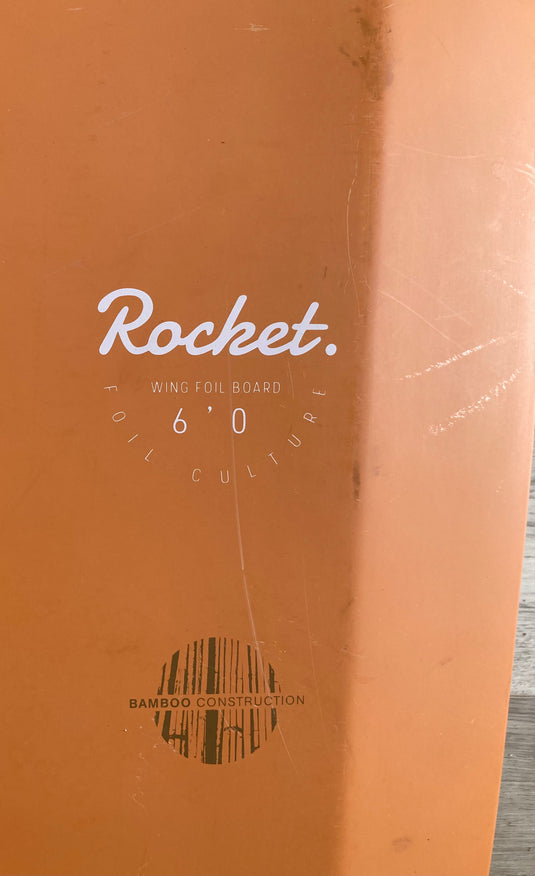 Rocket.
WING FOIL BOARD
6'0
FOIL CULTURE
BAMBOO CONSTRUCTION